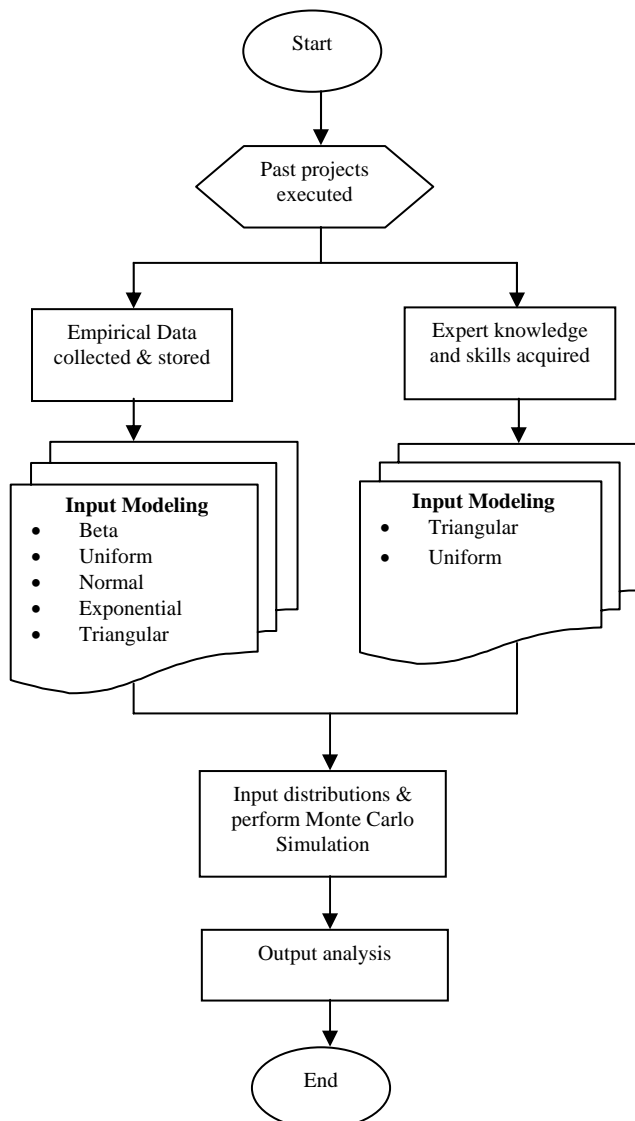 Start
Past projects
executed
Empirical Data
collected & stored
Expert knowledge
and skills acquired
Input Modeling
• Beta
• Uniform
• Normal
• Exponential
• Triangular
Input Modeling
• Triangular
• Uniform
Input distributions &
perform Monte Carlo
Simulation
Output analysis
End